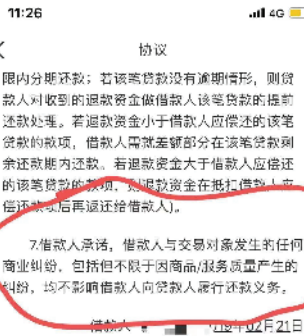 11:26
4G
协议
限内分期还款；若该笔贷款没有逾期情形，则贷
款人对收到的退款资金做借款人该笔贷款的提前
还款处理。若退款资金小于借款人应偿还的该笔
贷款的款项，借款人需就差额部分在该笔贷款剩
余还款期内还款。若退款资金大于借款人应偿还
的该笔贷款的款项，则退款资金在抵扣借款人应
偿还款项后再退还给借款人)。
7.借款人承诺，借款人与交易对象发生的任何
商业纠纷，包括但不限于因商品/服务质量产生的
纠纷，均不影响借款人向贷款人履行还款义务。
借款人
年02月21日